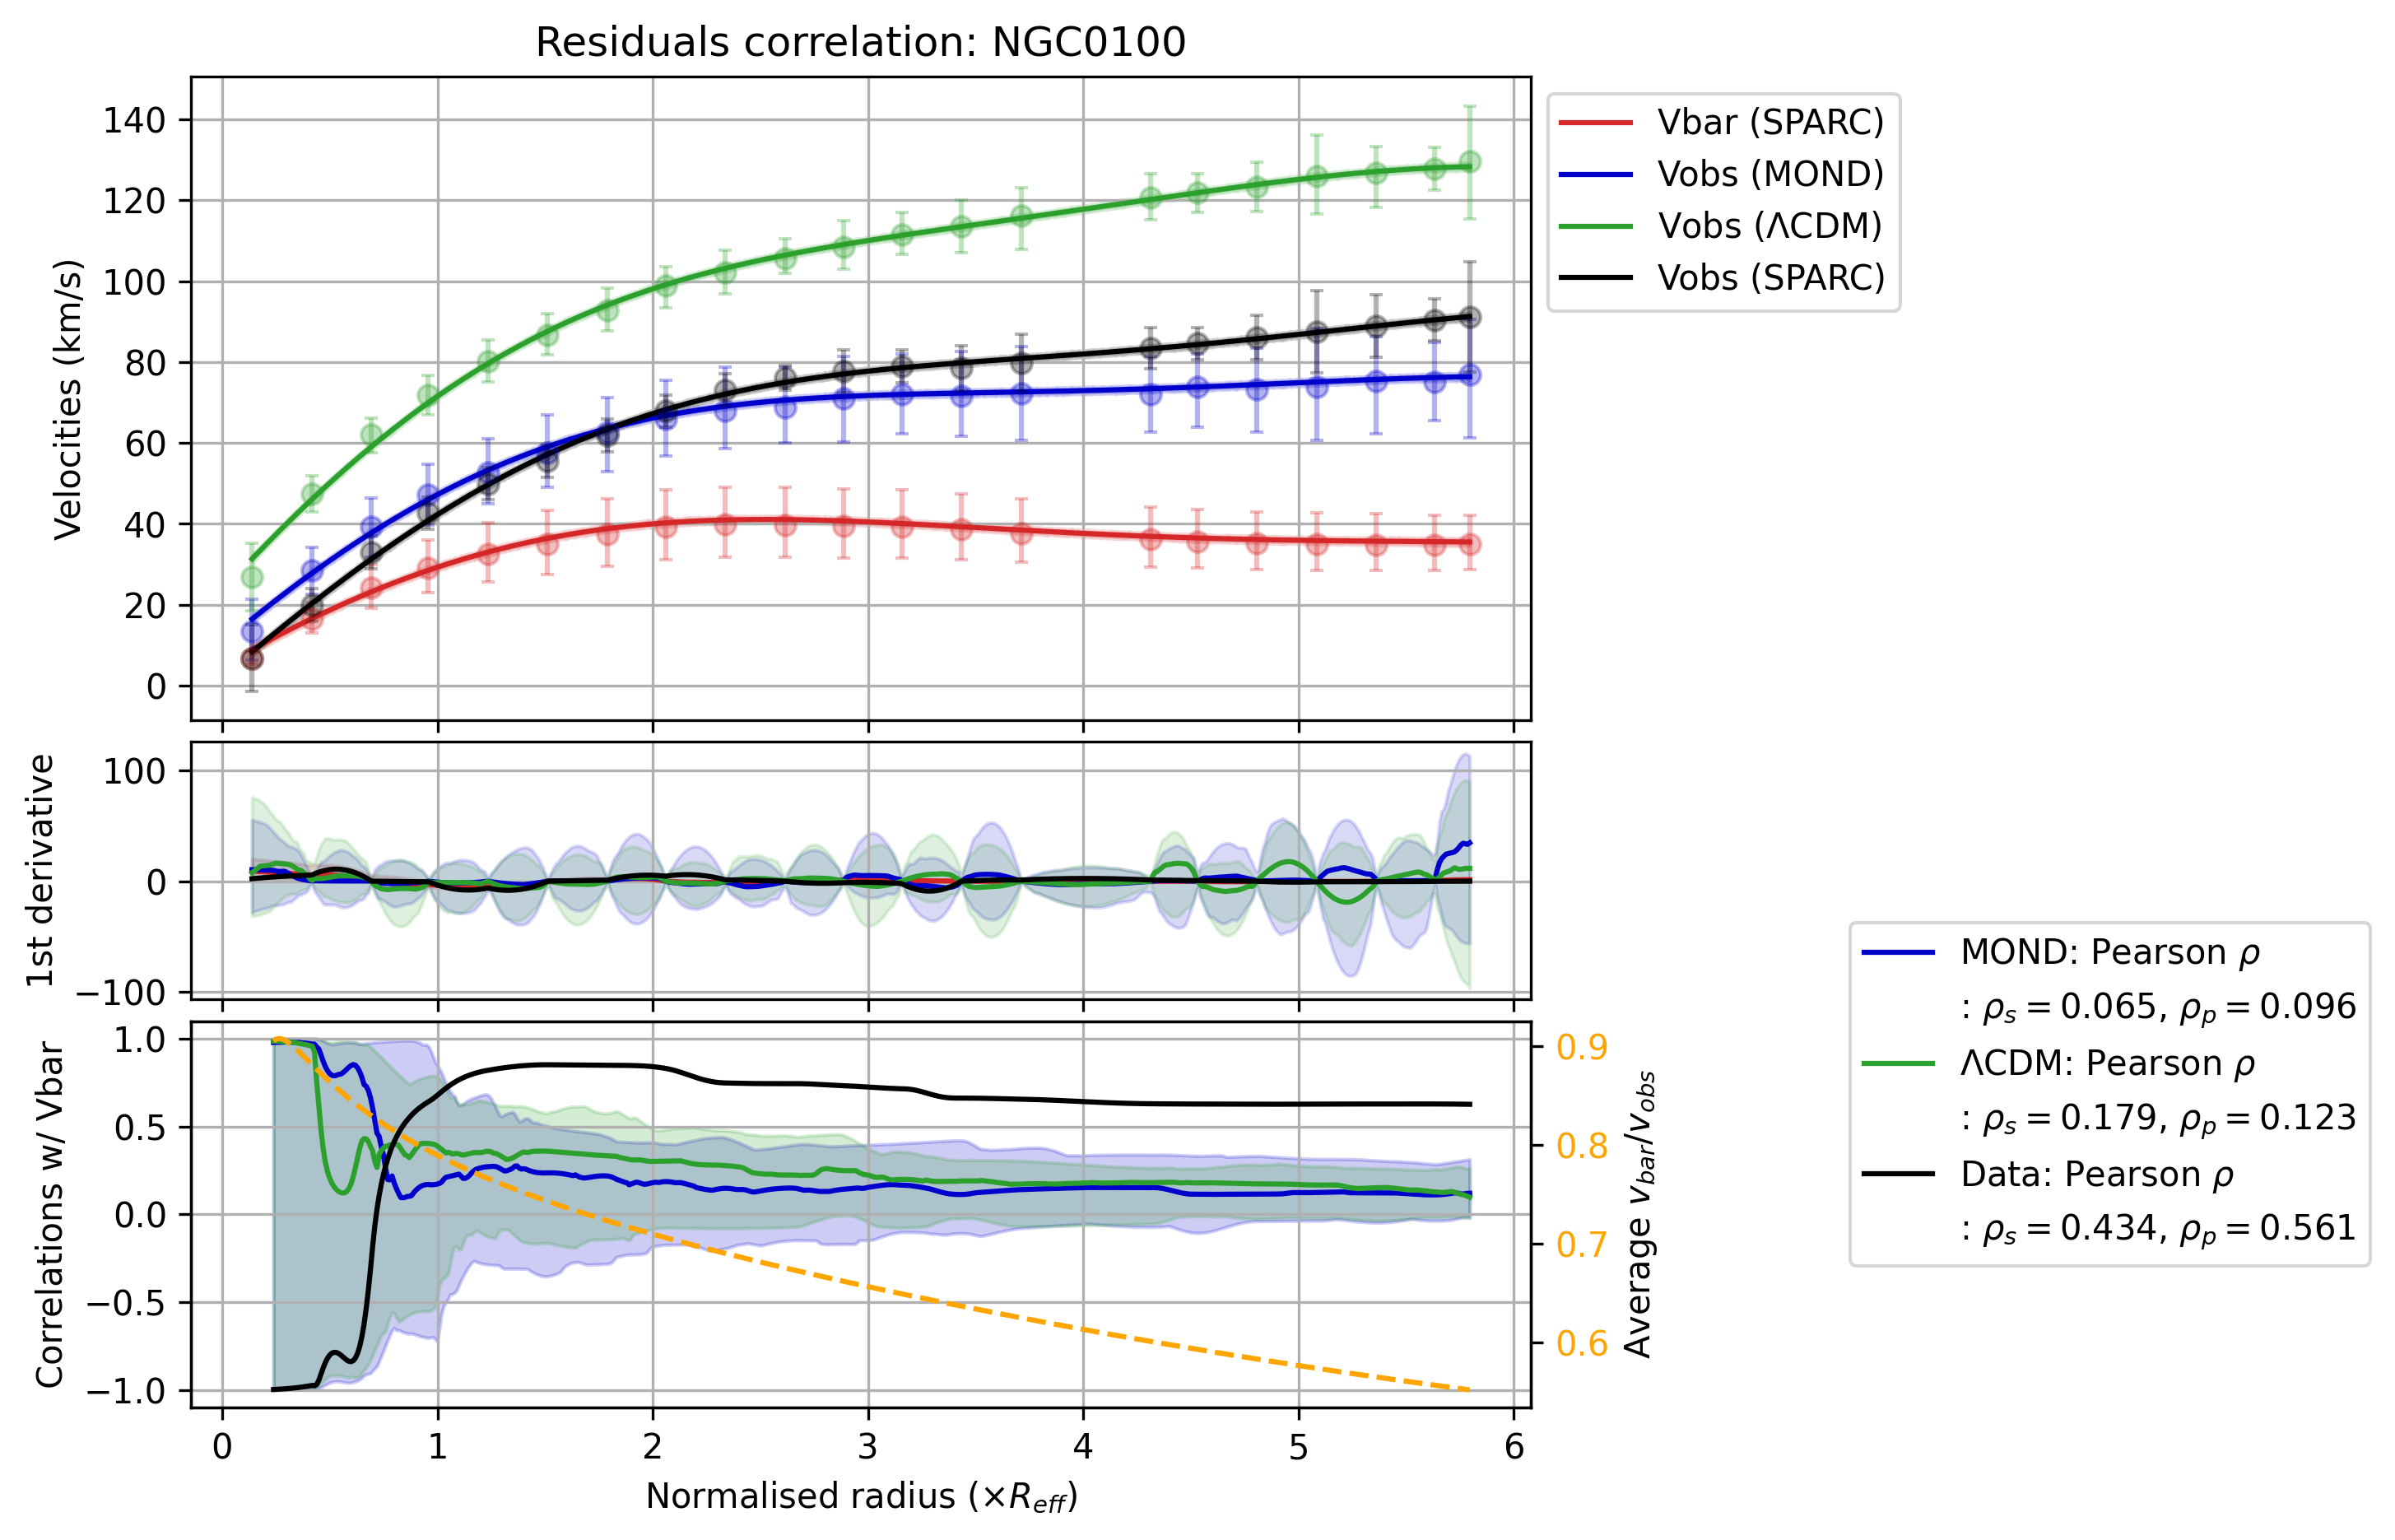 Residuals correlation: NGC0100
Velocities (km/s)
140
120
100
80
60
40
20
0
Vbar (SPARC)
Vobs (MOND)
Vobs (ΛCDM)
Vobs (SPARC)
1st derivative
100
0
−100
Correlations w/ Vbar
1.0
0.5
0.0
−0.5
−1.0
0.9
0.8
0.7
0.6
Average v_bar/v_obs
MOND: Pearson ρ
: ρ_s = 0.065, ρ_p = 0.096
ΛCDM: Pearson ρ
: ρ_s = 0.179, ρ_p = 0.123
Data: Pearson ρ
: ρ_s = 0.434, ρ_p = 0.561
0 1 2 3 4 5 6
Normalised radius (×R_eff)